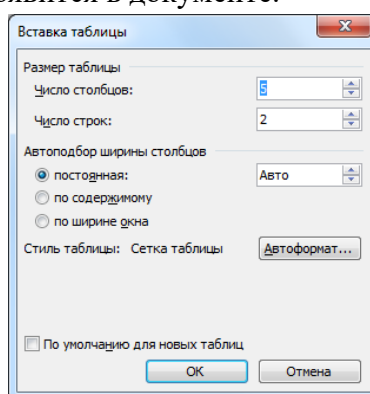 явится в документе.
Вставка таблицы
Размер таблицы
Число столбцов: 5
Число строк: 2
Автоподбор ширины столбцов
постоянная: Авто
по содержимому
по ширине окна
Стиль таблицы: Сетка таблицы Автоформат...
По умолчанию для новых таблиц
ОК Отмена